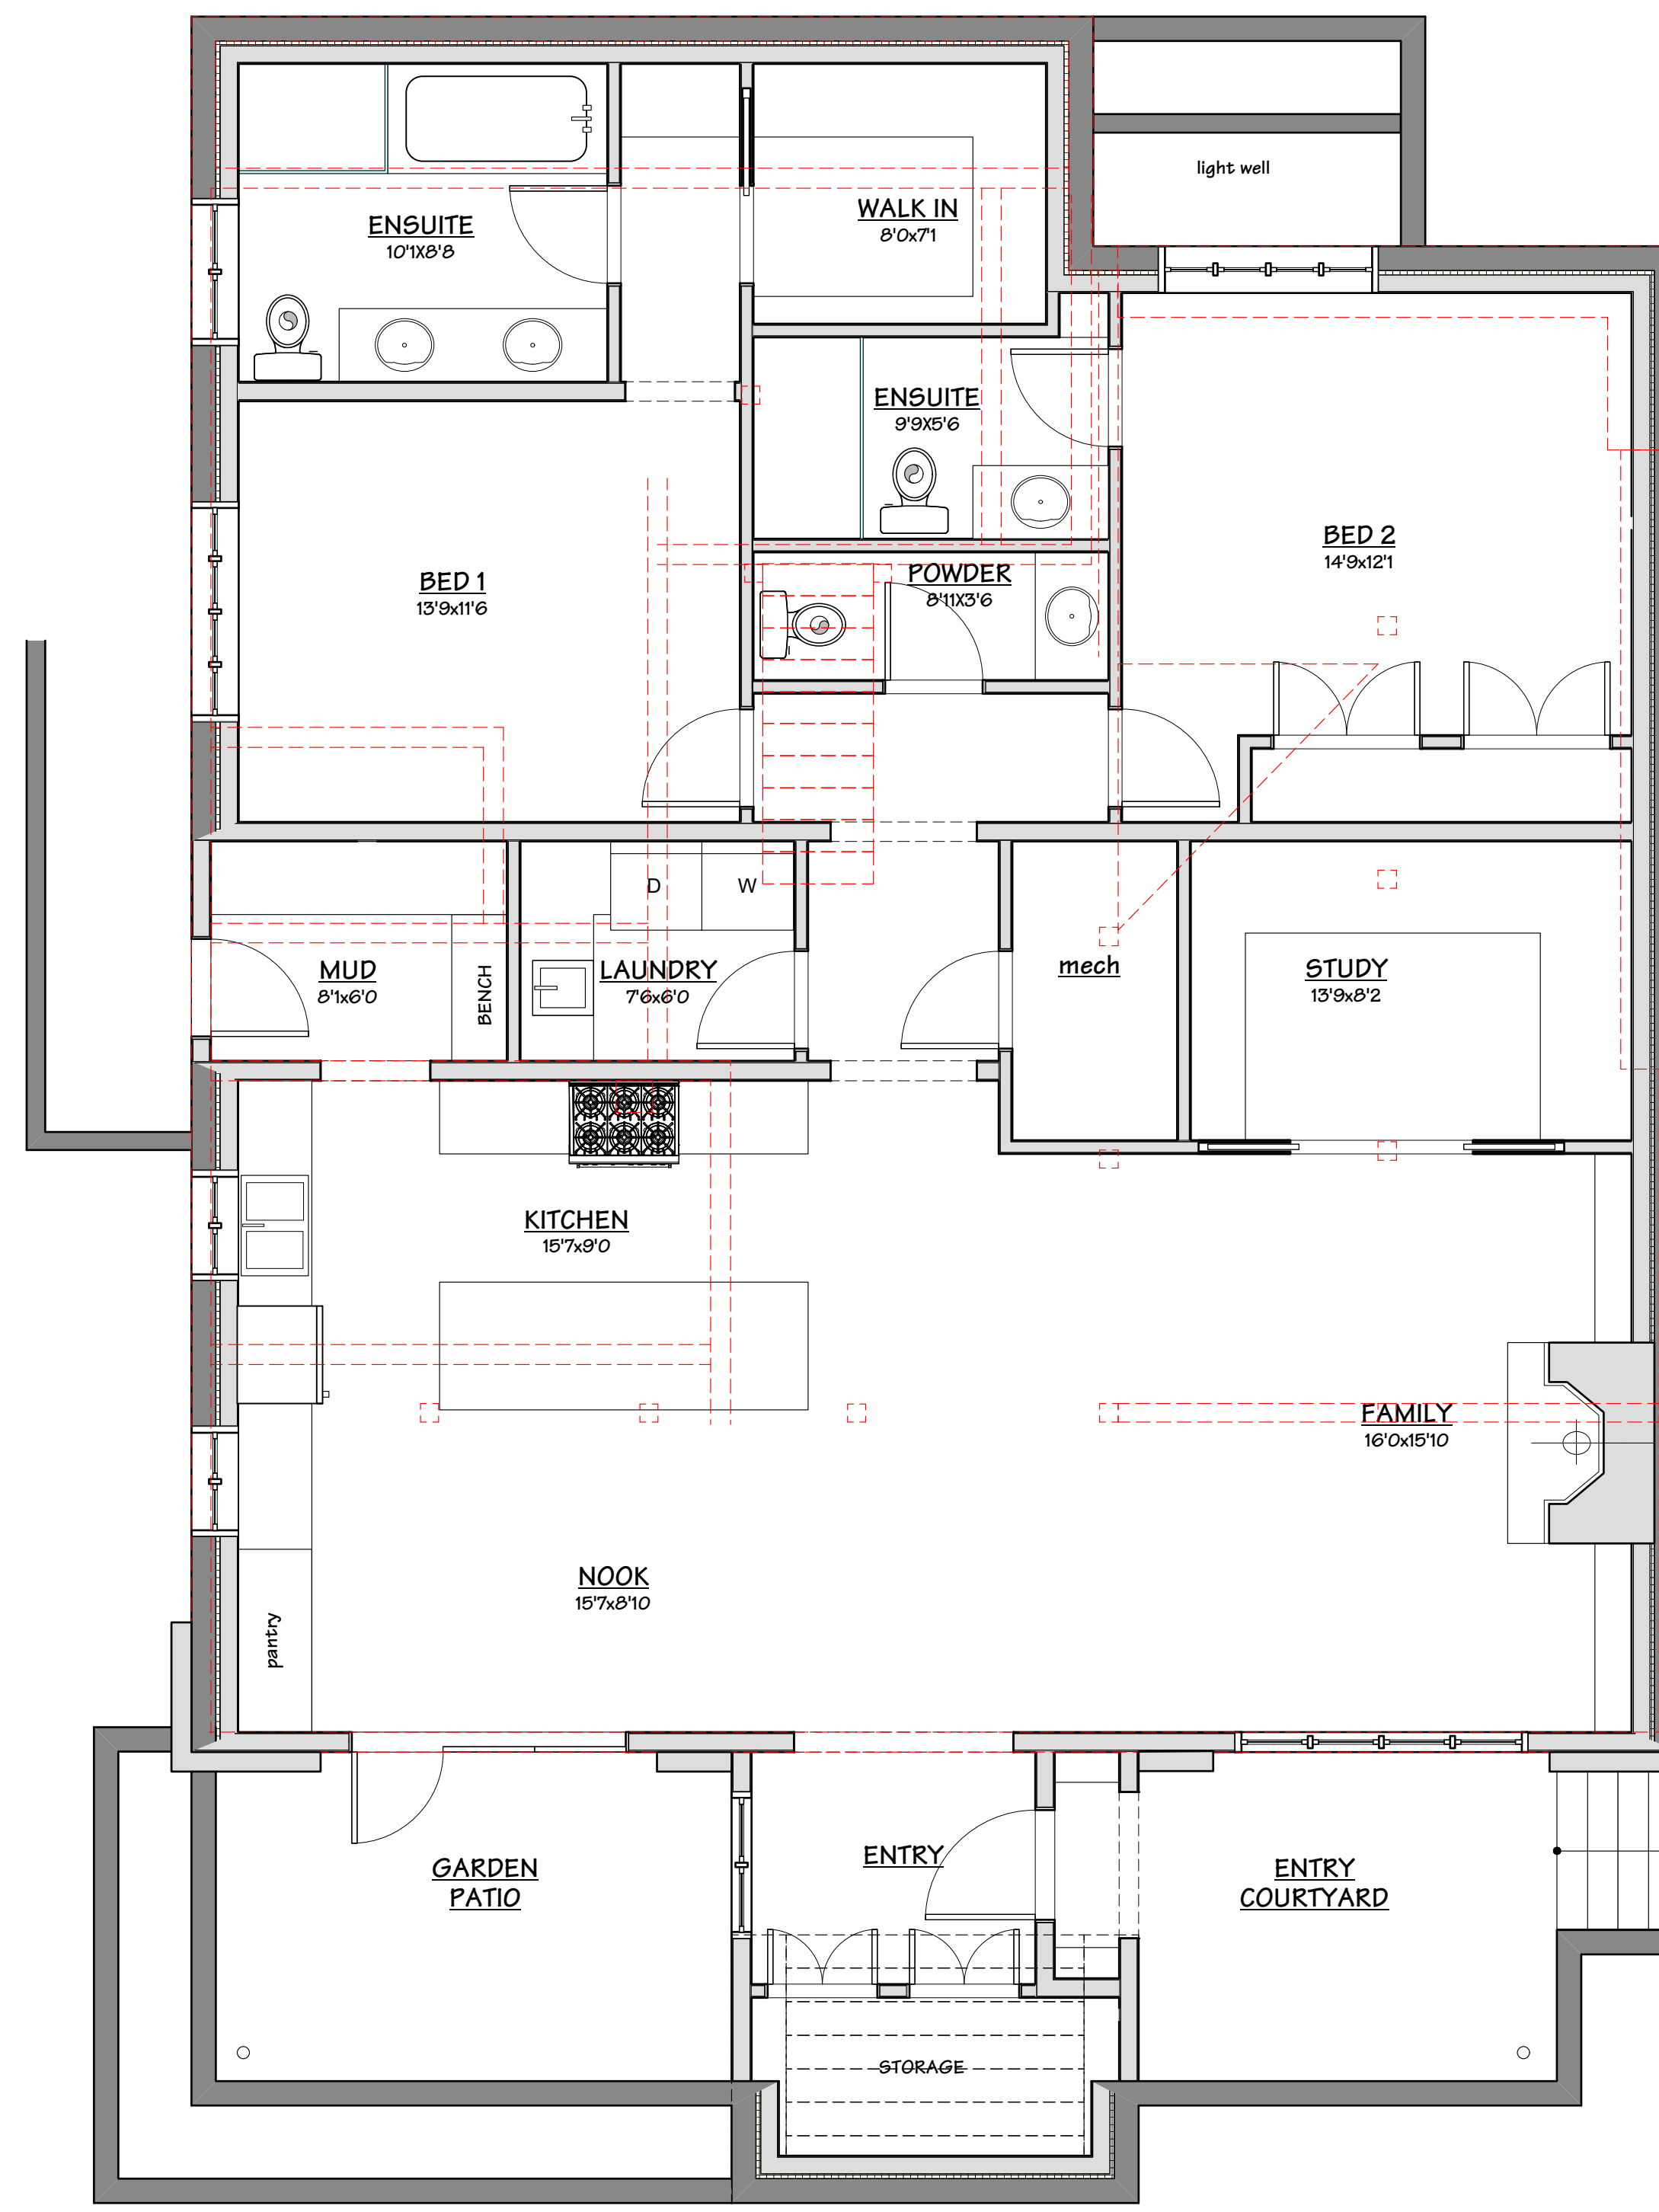 light well
ENSUITE
10'1X8'8
WALK IN
8'0x7'1
ENSUITE
9'9X5'6
BED 2
14'9x12'1
BED 1
13'9x11'6
POWDER
8'11X3'6
D
W
MUD
8'1x6'0
BENCH
LAUNDRY
7'6x6'0
mech
STUDY
13'9x8'2
KITCHEN
15'7x9'0
FAMILY
16'0x15'10
NOOK
15'7x8'10
pantry
GARDEN
PATIO
ENTRY
ENTRY
COURTYARD
STORAGE